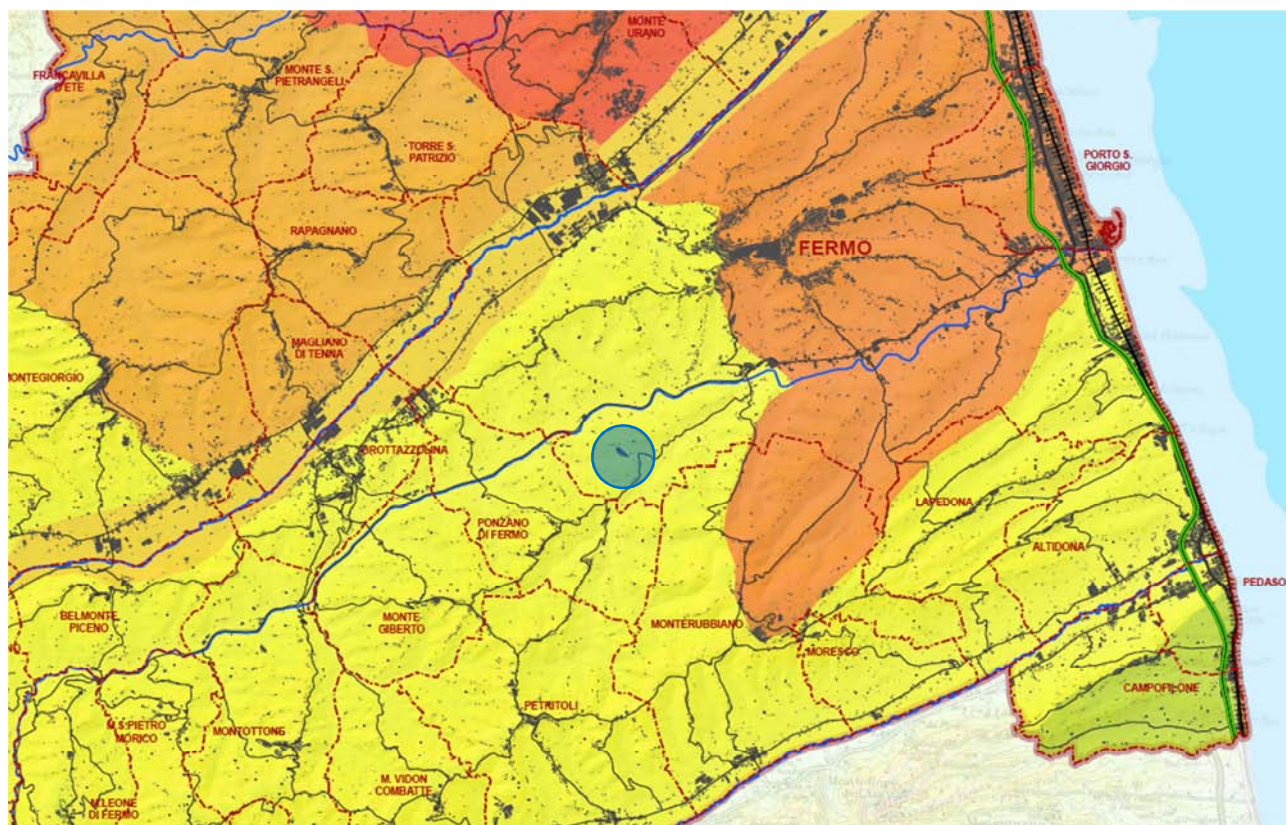 MONTE
URANO
FRANCAVILLA
D'ETE
MONTE S.
PIETRANGELI
TORRE S.
PATRIZIO
PORTO S.
GIORGIO
RAPAGNANO
FERMO
MAGLIANO
DI TENNA
MONTEGIORGIO
GROTTAZZOLINA
PONZANO
DI FERMO
LAPEDONA
ALTIDONA
PEDASO
BELMONTE
PICENO
MONTE
GIBERTO
MONTERUBBIANO
MORESCO
CAMPOFILONE
PETRITOLI
M.S.PIETRO
MORICO
MONTOTTONE
M. VIDON
COMBATTE
M.LEONE
DI FERMO